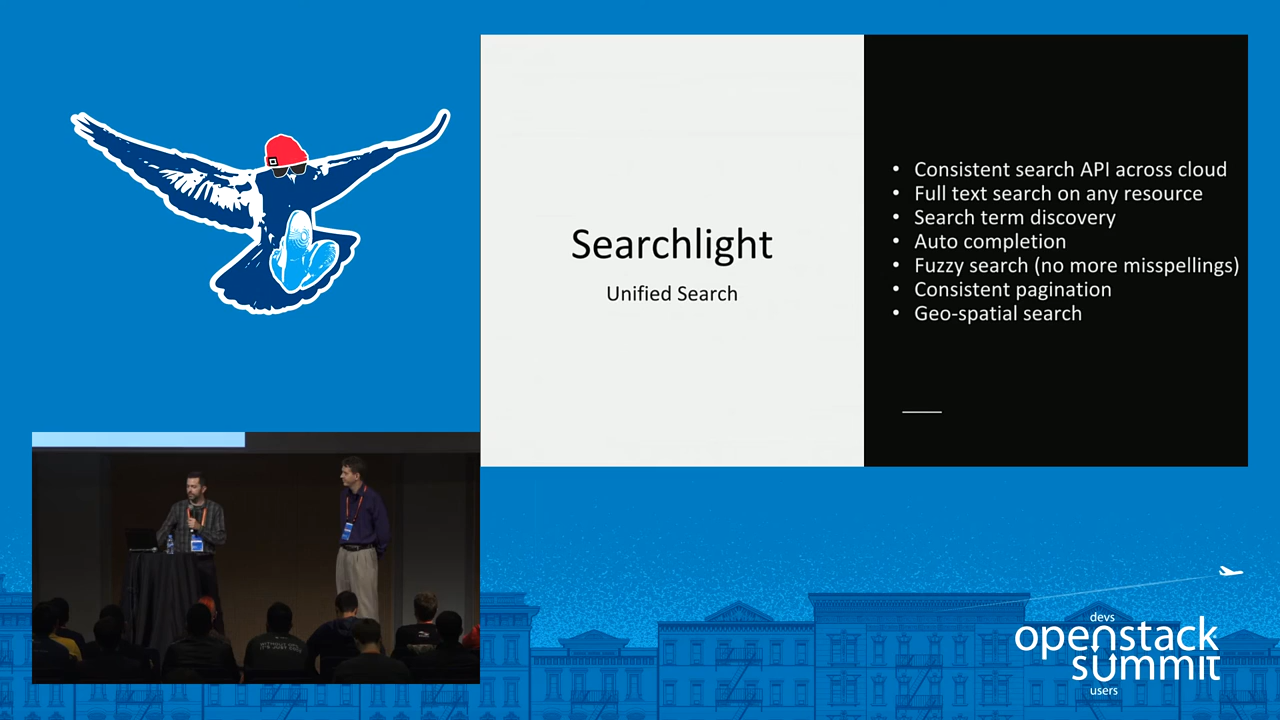 Searchlight
Unified Search
• Consistent search API across cloud
• Full text search on any resource
• Search term discovery
• Auto completion
• Fuzzy search (no more misspellings)
• Consistent pagination
• Geo-spatial search
devs
openstack
summit
users